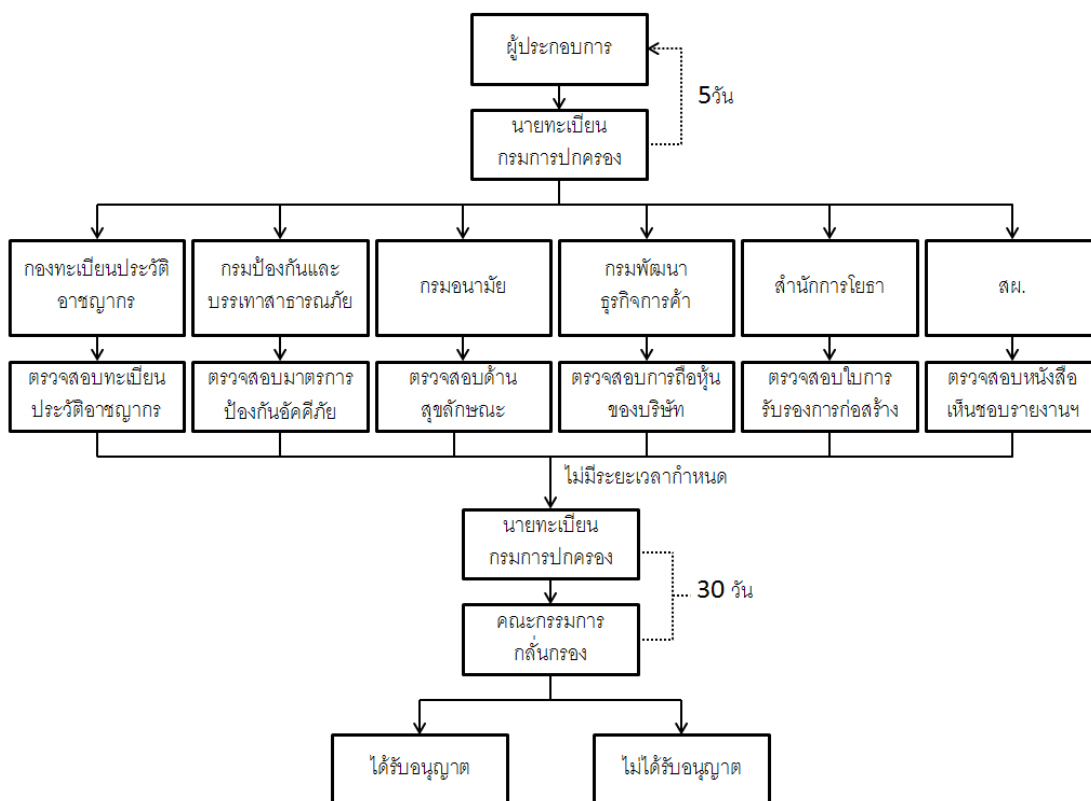 ผู้ประกอบการ
5วัน
นายทะเบียน
กรมการปกครอง
กองทะเบียนประวัติ
อาชญากร
กรมป้องกันและ
บรรเทาสาธารณภัย
กรมอนามัย
กรมพัฒนา
ธุรกิจการค้า
สำนักการโยธา
สผ.
ตรวจสอบทะเบียน
ประวัติอาชญากร
ตรวจสอบมาตรการ
ป้องกันอัคคีภัย
ตรวจสอบด้าน
สุขลักษณะ
ตรวจสอบการถือหุ้น
ของบริษัท
ตรวจสอบใบการ
รับรองการก่อสร้าง
ตรวจสอบหนังสือ
เห็นชอบรายงานฯ
ไม่มีระยะเวลากำหนด
นายทะเบียน
กรมการปกครอง
30 วัน
คณะกรรมการ
กลั่นกรอง
ได้รับอนุญาต
ไม่ได้รับอนุญาต